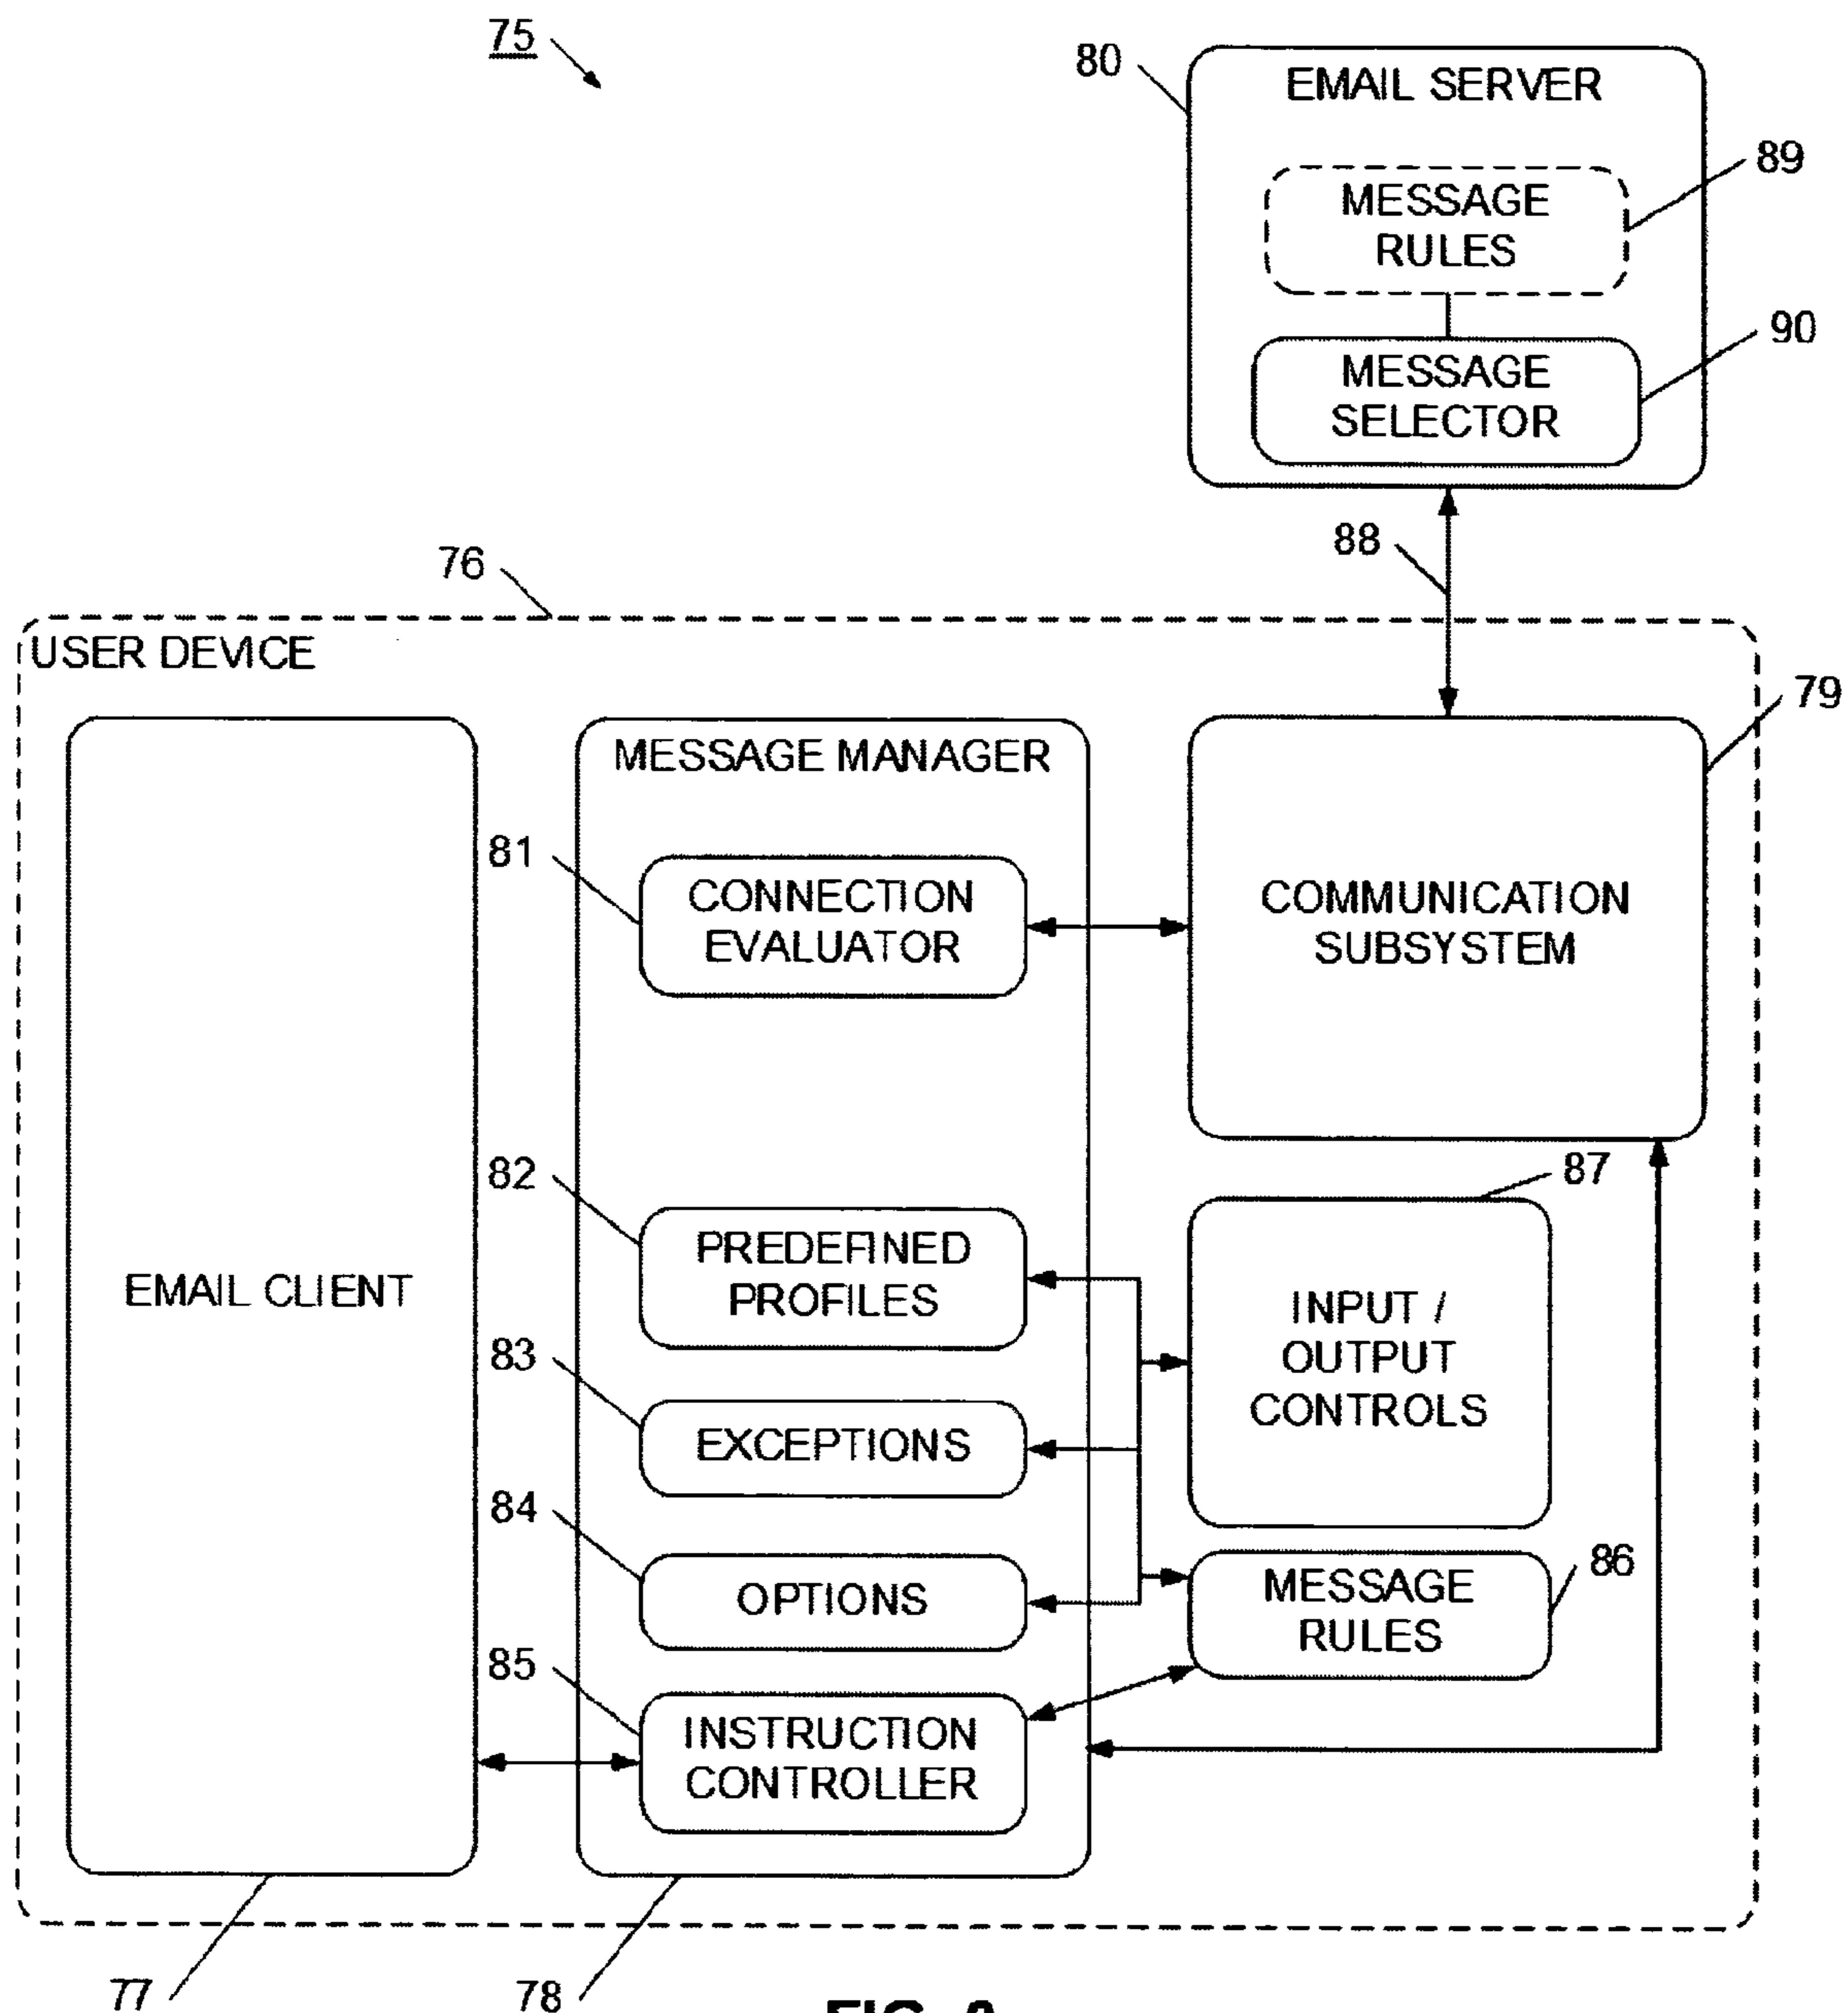 75
80
EMAIL SERVER
89
MESSAGE
RULES
90
MESSAGE
SELECTOR
88
76
USER DEVICE
79
MESSAGE MANAGER
81
CONNECTION
EVALUATOR
COMMUNICATION
SUBSYSTEM
82
PREDEFINED
PROFILES
87
EMAIL CLIENT
INPUT /
OUTPUT
CONTROLS
83
EXCEPTIONS
84
OPTIONS
86
MESSAGE
RULES
85
INSTRUCTION
CONTROLLER
77
78